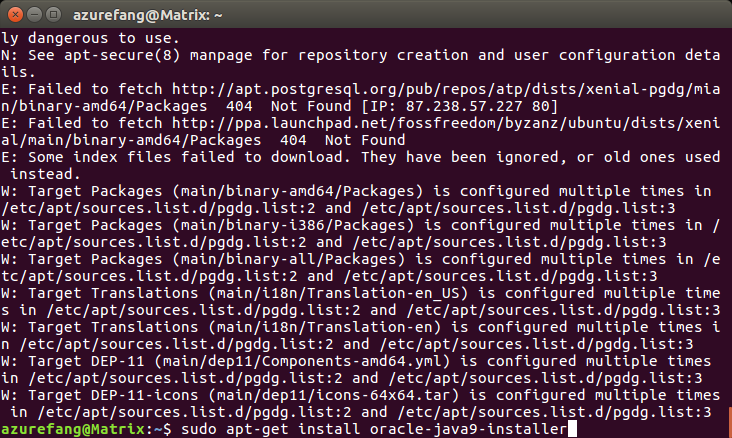 azurefang@Matrix: ~
ly dangerous to use.
N: See apt-secure(8) manpage for repository creation and user configuration deta
ils.
E: Failed to fetch http://apt.postgresql.org/pub/repos/atp/dists/xenial-pgdg/mai
n/binary-amd64/Packages  404  Not Found [IP: 87.238.57.227 80]
E: Failed to fetch http://ppa.launchpad.net/fossfreedom/byzanz/ubuntu/dists/xeni
al/main/binary-amd64/Packages  404  Not Found
E: Some index files failed to download. They have been ignored, or old ones used
 instead.
W: Target Packages (main/binary-amd64/Packages) is configured multiple times in 
/etc/apt/sources.list.d/pgdg.list:2 and /etc/apt/sources.list.d/pgdg.list:3
W: Target Packages (main/binary-i386/Packages) is configured multiple times in /
etc/apt/sources.list.d/pgdg.list:2 and /etc/apt/sources.list.d/pgdg.list:3
W: Target Packages (main/binary-all/Packages) is configured multiple times in /e
tc/apt/sources.list.d/pgdg.list:2 and /etc/apt/sources.list.d/pgdg.list:3
W: Target Translations (main/i18n/Translation-en_US) is configured multiple time
s in /etc/apt/sources.list.d/pgdg.list:2 and /etc/apt/sources.list.d/pgdg.list:3
W: Target Translations (main/i18n/Translation-en) is configured multiple times i
n /etc/apt/sources.list.d/pgdg.list:2 and /etc/apt/sources.list.d/pgdg.list:3
W: Target DEP-11 (main/dep11/Components-amd64.yml) is configured multiple times 
in /etc/apt/sources.list.d/pgdg.list:2 and /etc/apt/sources.list.d/pgdg.list:3
W: Target DEP-11-icons (main/dep11/icons-64x64.tar) is configured multiple times
 in /etc/apt/sources.list.d/pgdg.list:2 and /etc/apt/sources.list.d/pgdg.list:3
azurefang@Matrix:~$ sudo apt-get install oracle-java9-installer